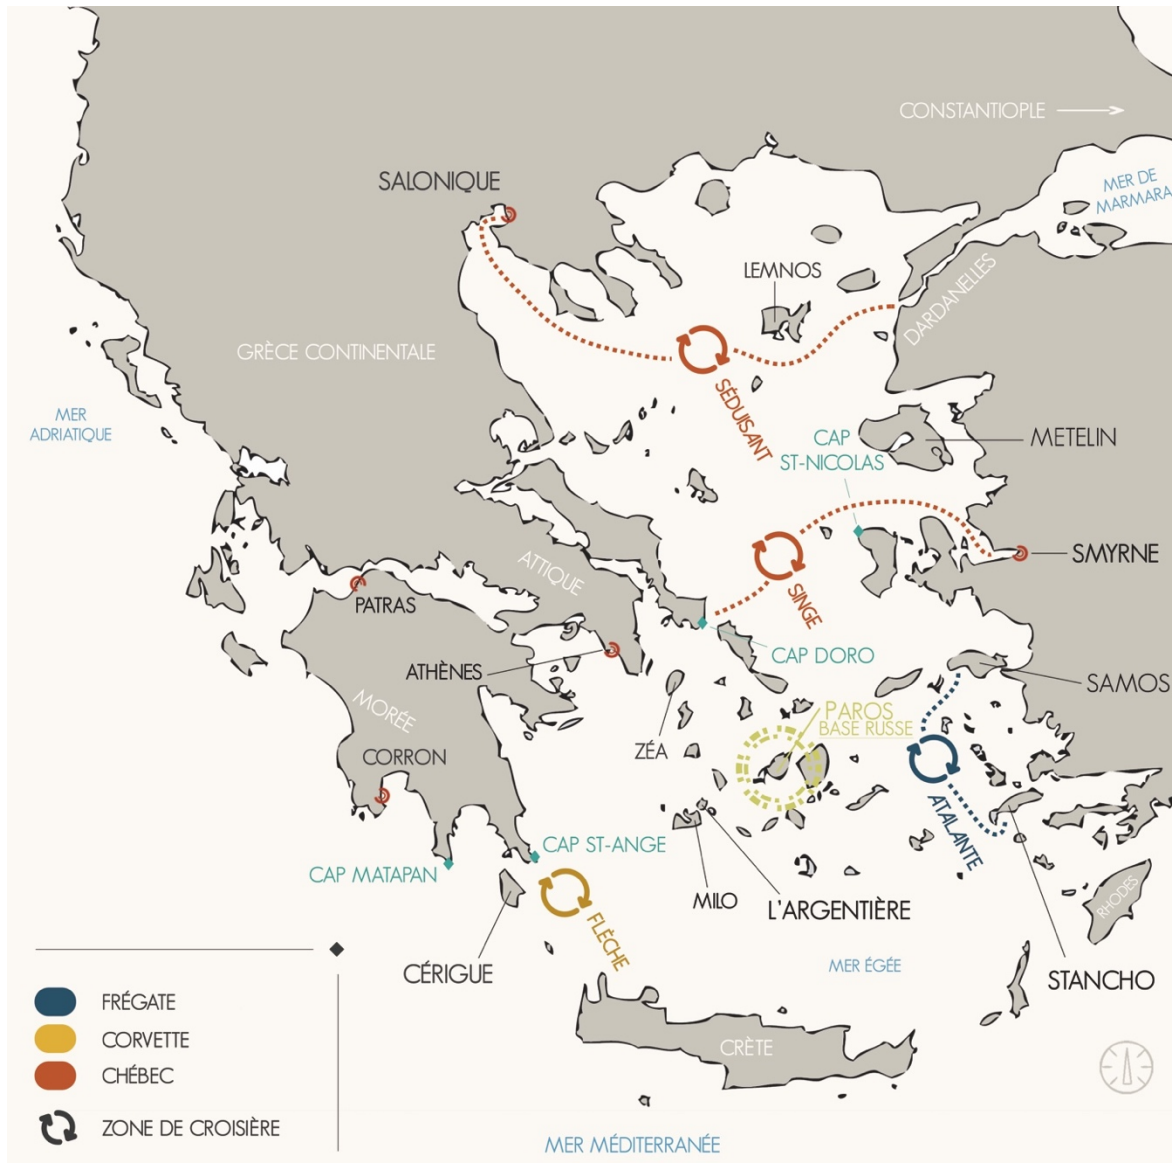 CONSTANTIOPLE
SALONIQUE
MER DE
MARMARA
LEMNOS
DARDANELLES
GRÈCE CONTINENTALE
MER
ADRIATIQUE
SÉDUISANT
CAP
ST-NICOLAS
METELIN
SMYRNE
ATTIQUE
SINGE
PATRAS
CAP DORO
ATHÈNES
SAMOS
MORÉE
PAROS
BASE RUSSE
ZÉA
CORRON
ATALANTE
CAP ST-ANGE
CAP MATAPAN
MILO
L'ARGENTIÈRE
RHODES
FLÈCHE
CÉRIGUE
MER ÉGÉE
STANCHO
FRÉGATE
CORVETTE
CHÉBEC
ZONE DE CROISIÈRE
CRÈTE
MER MÉDITERRANÉE